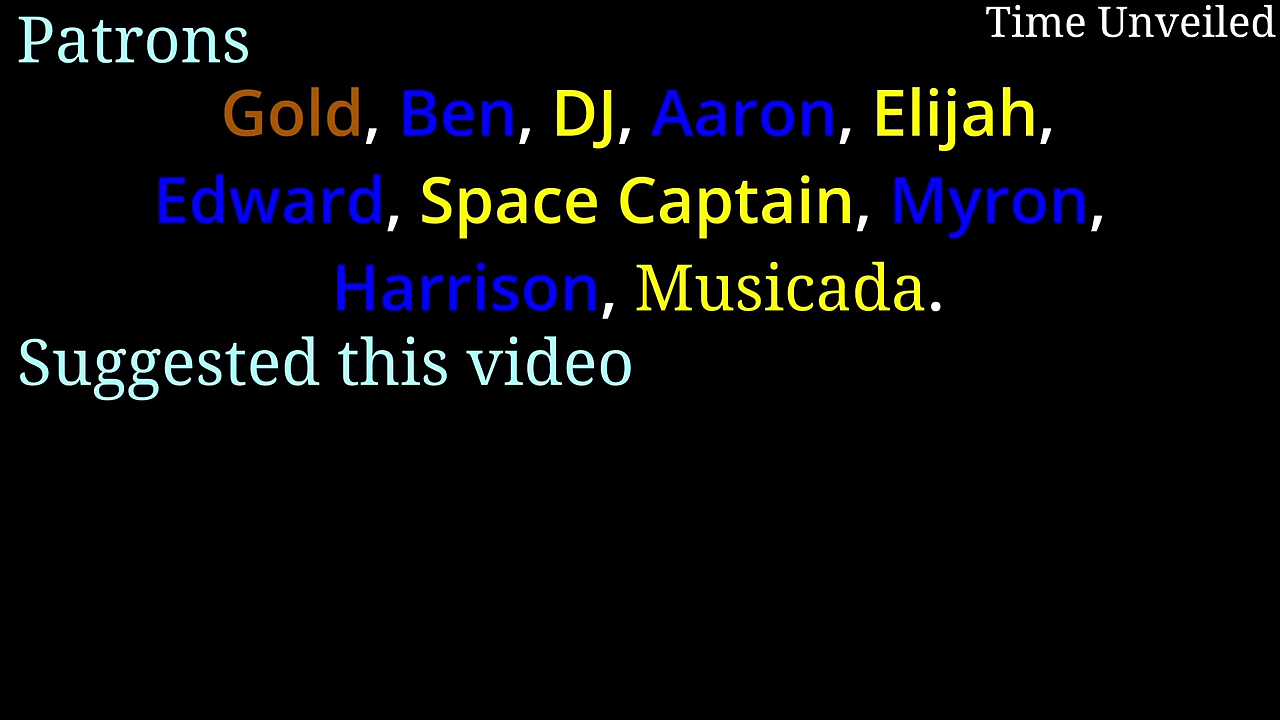 Patrons
Time Unveiled
Gold, Ben, DJ, Aaron, Elijah,
Edward, Space Captain, Myron,
Harrison, Musicada.
Suggested this video